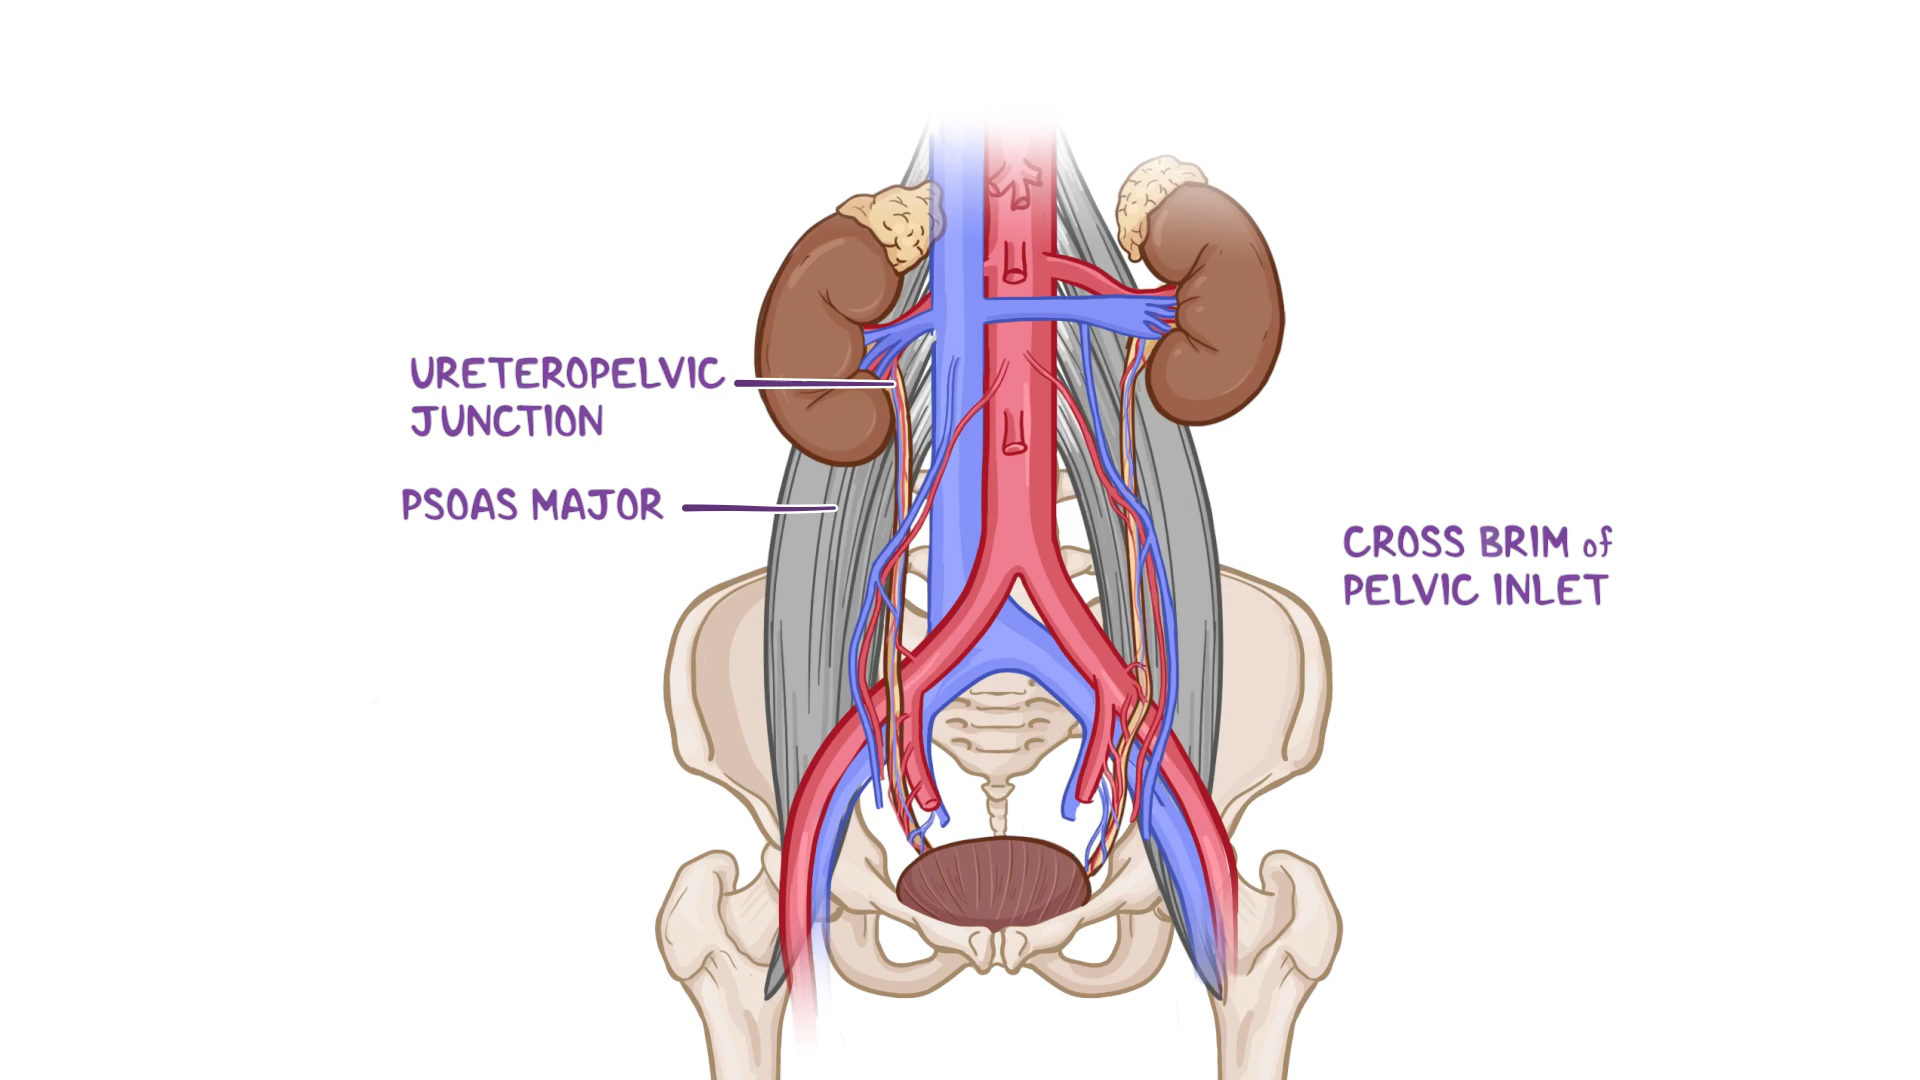 URETEROPELVIC
JUNCTION
PSOAS MAJOR
CROSS BRIM of
PELVIC INLET